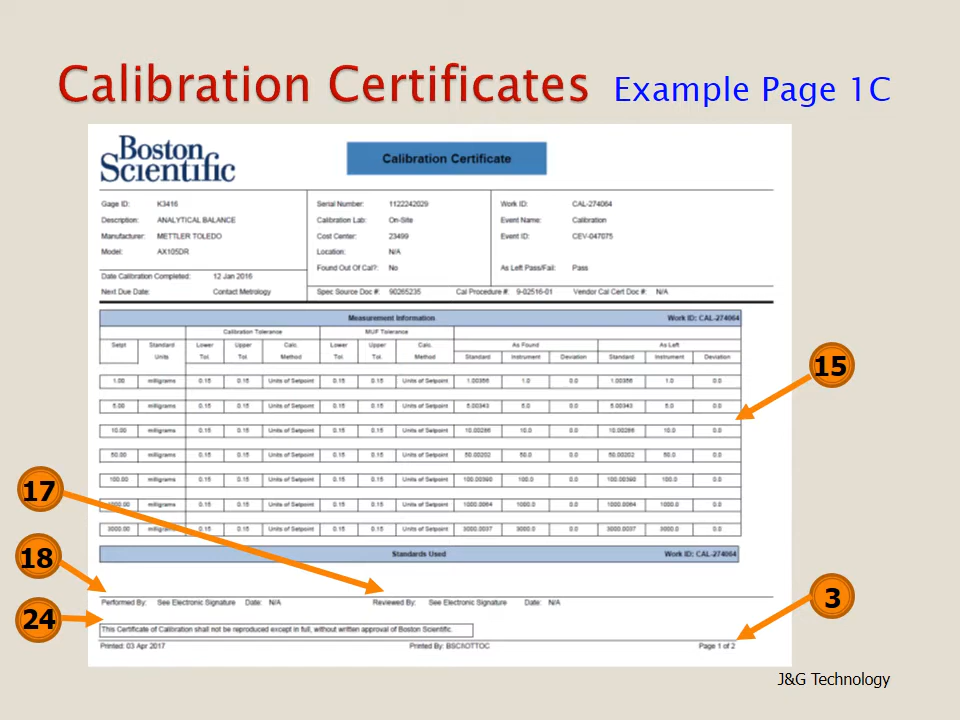 Calibration Certificates Example Page 1C
Boston
Scientific
Calibration Certificate
Gage ID: K3416 Serial Number: 1122242029 Work ID: CAL-274064
Description: ANALYTICAL BALANCE Calibration Lab: On-Site Event Name: Calibration
Manufacturer: METTLER TOLEDO Cost Center: 23499 Event ID: CEV-047075
Model: AX105DR Location: N/A
Found Out Of Cal?: No As Left Pass/Fail: Pass
Date Calibration Completed: 12 Jan 2016
Next Due Date: Contact Metrology Spec Source Doc #: 90265235 Cal Procedure #: 9-02516-01 Vendor Cal Cert Doc #: N/A
Measurement Information Work ID: CAL-274064
Calibration Tolerance MUF Tolerance As Found As Left
Setpt Standard Units Lower Tol. Upper Tol. Calc. Method Lower Tol. Upper Tol. Calc. Method Standard Instrument Deviation Standard Instrument Deviation
1.00 milligrams 0.15 0.15 Units of Setpoint 0.15 0.15 Units of Setpoint 1.00356 1.0 0.0 1.00356 1.0 0.0
5.00 milligrams 0.15 0.15 Units of Setpoint 0.15 0.15 Units of Setpoint 5.00343 5.0 0.0 5.00343 5.0 0.0
10.00 milligrams 0.15 0.15 Units of Setpoint 0.15 0.15 Units of Setpoint 10.00266 10.0 0.0 10.00266 10.0 0.0
50.00 milligrams 0.15 0.15 Units of Setpoint 0.15 0.15 Units of Setpoint 50.00202 50.0 0.0 50.00202 50.0 0.0
100.00 milligrams 0.15 0.15 Units of Setpoint 0.15 0.15 Units of Setpoint 100.00390 100.0 0.0 100.00390 100.0 0.0
1000.00 milligrams 0.15 0.15 Units of Setpoint 0.15 0.15 Units of Setpoint 1000.0064 1000.0 0.0 1000.0064 1000.0 0.0
3000.00 milligrams 0.15 0.15 Units of Setpoint 0.15 0.15 Units of Setpoint 3000.0037 3000.0 0.0 3000.0037 3000.0 0.0
Standards Used Work ID: CAL-274064
Performed By: See Electronic Signature Date: N/A Reviewed By: See Electronic Signature Date: N/A
This Certificate of Calibration shall not be reproduced except in full, without written approval of Boston Scientific.
Printed: 03 Apr 2017 Printed By: BSCI\OTTOC Page 1 of 2
15
17
18
24
3
J&G Technology